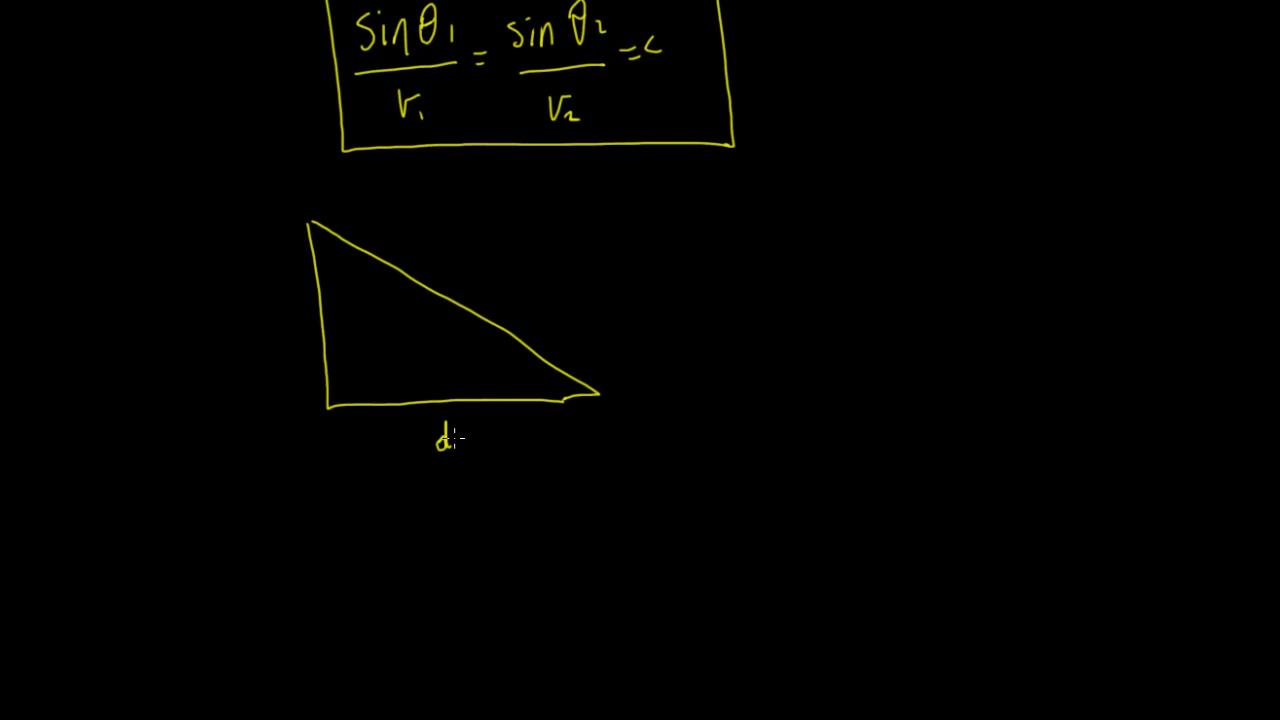 sin θ₁ / v₁ = sin θ₂ / v₂ = c
d